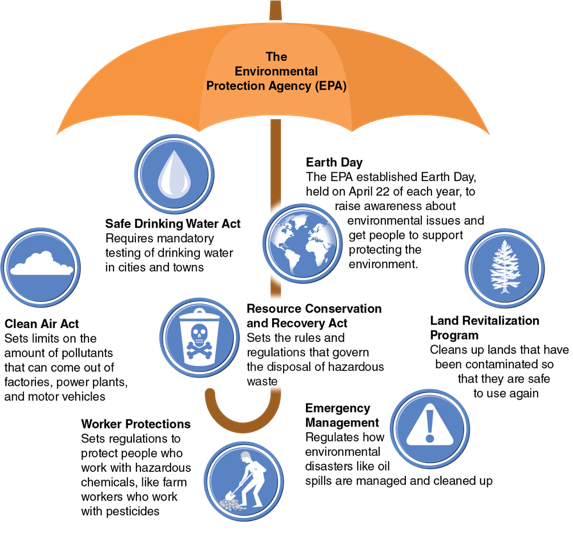 The
Environmental
Protection Agency (EPA)
Earth Day
The EPA established Earth Day,
held on April 22 of each year, to
raise awareness about
environmental issues and
get people to support
protecting the
environment.
Safe Drinking Water Act
Requires mandatory
testing of drinking water
in cities and towns
Clean Air Act
Sets limits on the
amount of pollutants
that can come out of
factories, power plants,
and motor vehicles
Resource Conservation
and Recovery Act
Sets the rules and
regulations that govern
the disposal of hazardous
waste
Land Revitalization
Program
Cleans up lands that have
been contaminated so
that they are safe
to use again
Worker Protections
Sets regulations to
protect people who
work with hazardous
chemicals, like farm
workers who work
with pesticides
Emergency
Management
Regulates how
environmental
disasters like oil
spills are managed and cleaned up